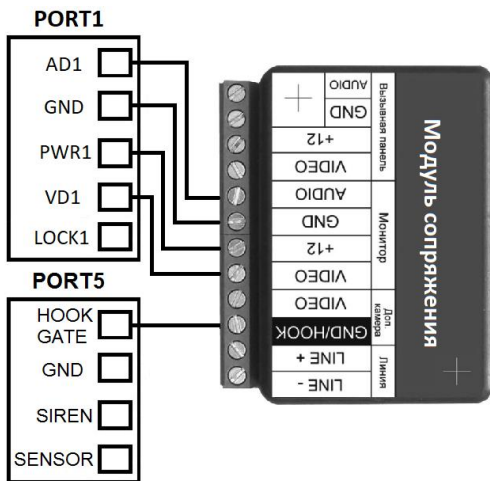 PORT1
AD1
GND
PWR1
VD1
LOCK1
PORT5
HOOK
GATE
GND
SIREN
SENSOR
AUDIO
GND
+12
VIDEO
Вызывная панель
AUDIO
GND
+12
VIDEO
Монитор
VIDEO
GND/HOOK
Доп.
камера
LINE +
LINE -
Линия
Модуль сопряжения